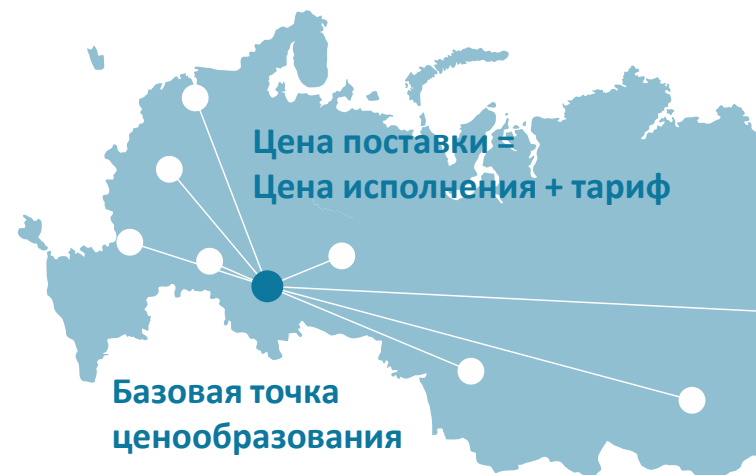 Цена поставки =
Цена исполнения + тариф
Базовая точка
ценообразования